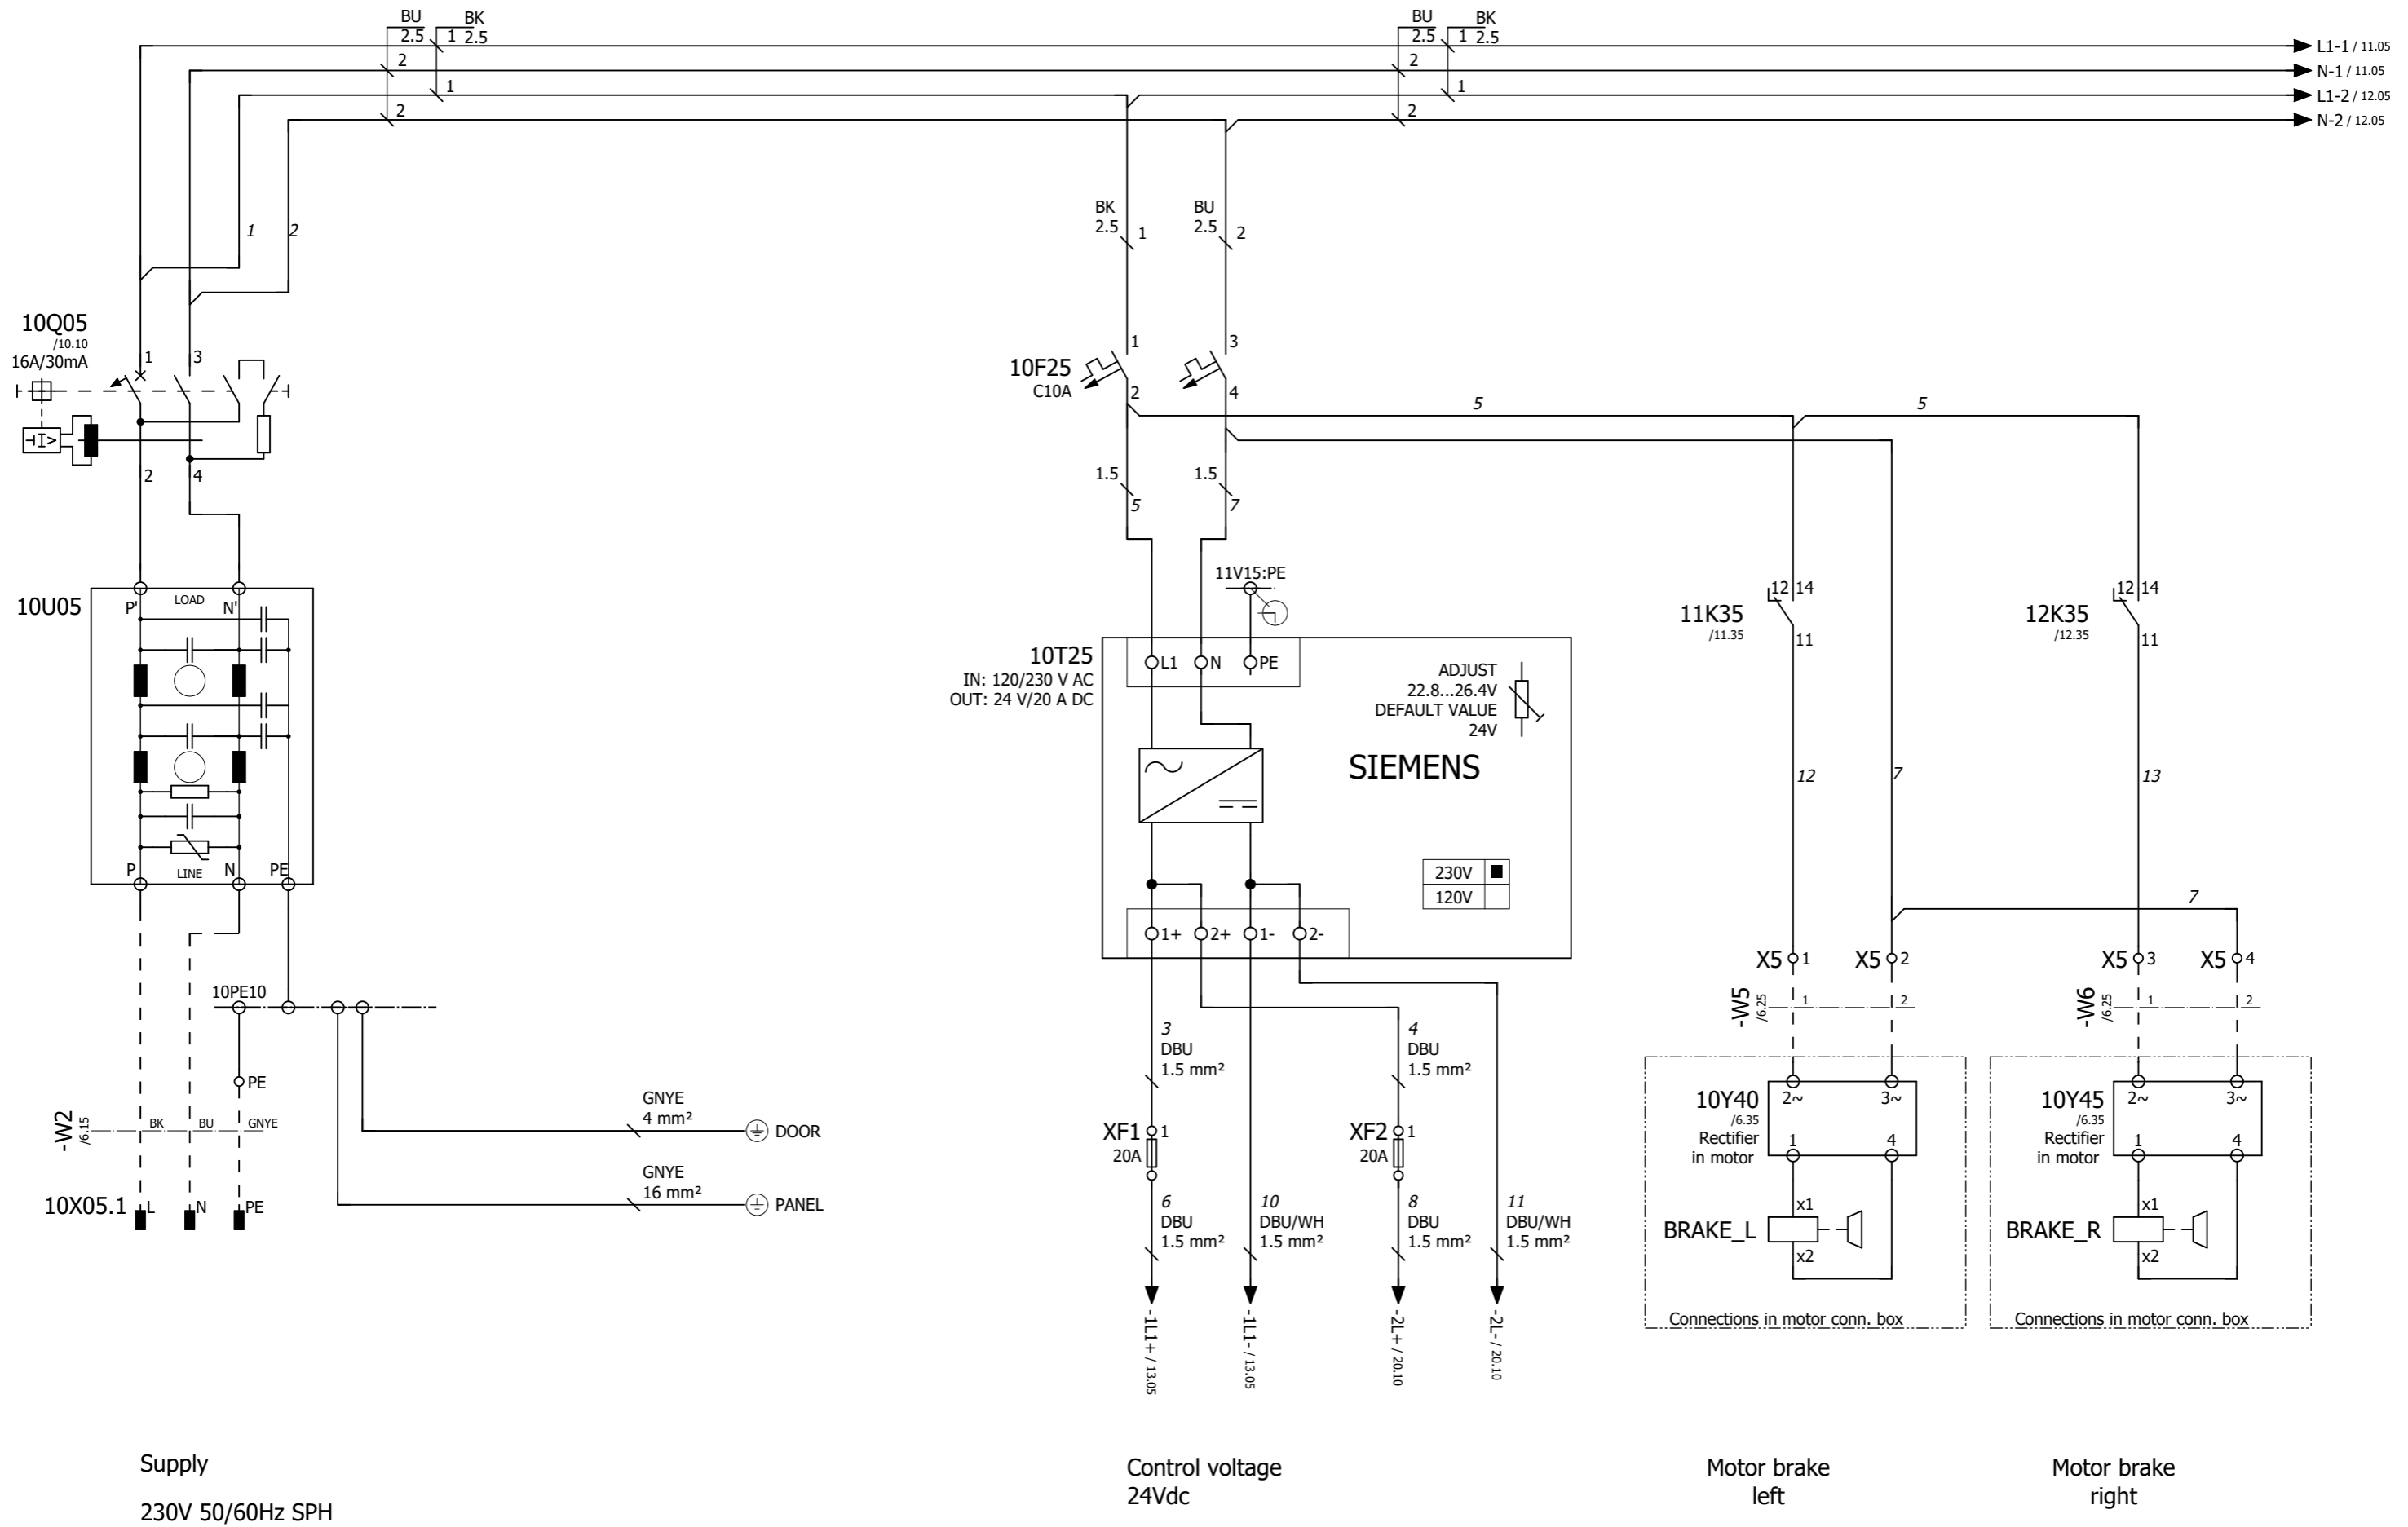 BU
2.5
BK
1 2.5
2
1
2
BU
2.5
BK
1 2.5
2
1
2
L1-1 / 11.05
N-1 / 11.05
L1-2 / 12.05
N-2 / 12.05
1
2
BK
2.5
1
BU
2.5
2
10Q05
/10.10
16A/30mA
1
3
I>
2
4
10F25
C10A
1
2
3
4
5
5
1.5
5
1.5
7
10U05
P'
LOAD
N'
P
LINE
N
PE
11V15:PE
10T25
IN: 120/230 V AC
OUT: 24 V/20 A DC
L1
N
PE
ADJUST
22.8...26.4V
DEFAULT VALUE
24V
SIEMENS
230V
120V
1+
2+
1-
2-
11K35
/11.35
12 14
11
12K35
/12.35
12 14
11
12
7
13
7
X5 1
X5 2
X5 3
X5 4
-W5
/6.25
1
2
-W6
/6.25
1
2
10PE10
PE
-W2
/6.15
BK
BU
GNYE
10X05.1
L
N
PE
GNYE
4 mm²
DOOR
GNYE
16 mm²
PANEL
3
DBU
1.5 mm²
4
DBU
1.5 mm²
XF1
20A
1
XF2
20A
1
6
DBU
1.5 mm²
10
DBU/WH
1.5 mm²
8
DBU
1.5 mm²
11
DBU/WH
1.5 mm²
-1L1+ / 13.05
-1L1- / 13.05
-2L+ / 20.10
-2L- / 20.10
10Y40
/6.35
Rectifier
in motor
2~
3~
1
4
BRAKE_L
x1
x2
Connections in motor conn. box
10Y45
/6.35
Rectifier
in motor
2~
3~
1
4
BRAKE_R
x1
x2
Connections in motor conn. box
Supply
230V 50/60Hz SPH
Control voltage
24Vdc
Motor brake
left
Motor brake
right